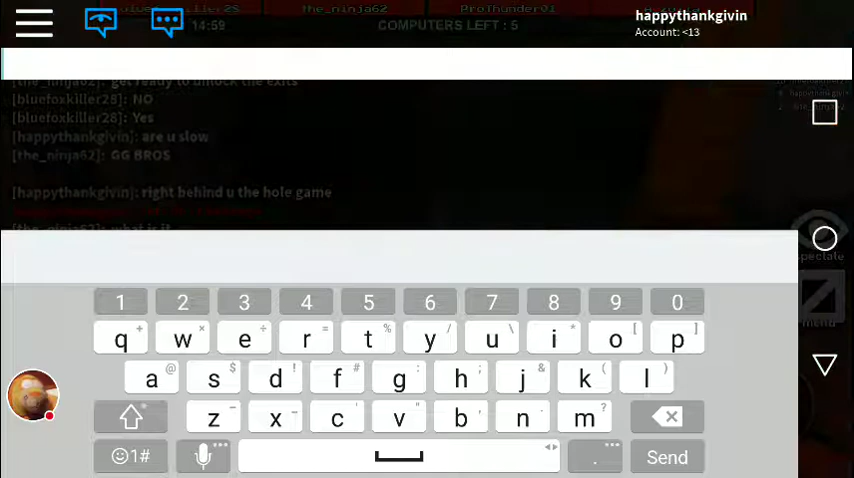 the_ninja62
ProThunder01
14:59
COMPUTERS LEFT : 5
happythankgivin
Account: <13
[the_ninja62]: get ready to unlock the exits
[bluefoxkiller28]: NO
[bluefoxkiller28]: Yes
[happythankgivin]: are u slow
[the_ninja62]: GG BROS
[happythankgivin]: right behind u the hole game
[the_ninja62]: what is it
spectate
menu
1 2 3 4 5 6 7 8 9 0
q + w × e ÷ r = t % y / u \ i * o [ p ]
a @ s $ d ! f # g : h ; j & k ( l )
z - x ~ c ' v " b , n . m ?
☺1# ... ... . Send